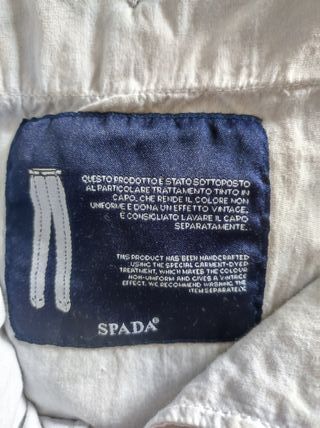 QUESTO PRODOTTO È STATO SOTTOPOSTO
AL PARTICOLARE TRATTAMENTO TINTO IN
CAPO, CHE RENDE IL COLORE NON
UNIFORME E DONA UN EFFETTO VINTAGE.
È CONSIGLIATO LAVARE IL CAPO
SEPARATAMENTE.
THIS PRODUCT HAS BEEN HANDCRAFTED
USING THE SPECIAL GARMENT-DYED
TREATMENT, WHICH MAKES THE COLOUR
NON-UNIFORM AND GIVES A VINTAGE
EFFECT. WE RECOMMEND WASHING THE
ITEM SEPARATELY.
SPADA®